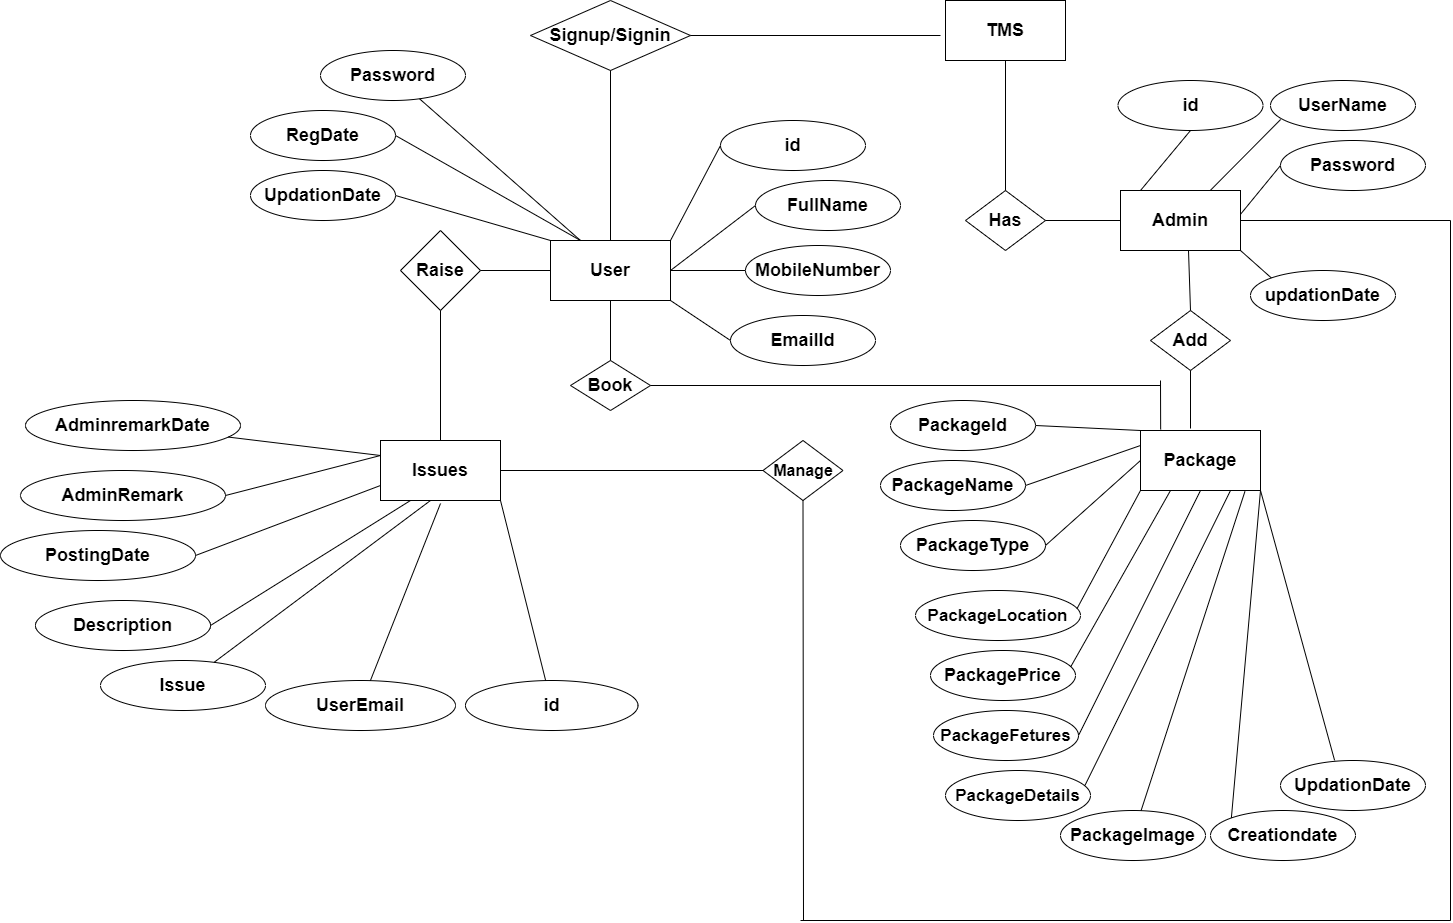 Signup/Signin
TMS
Password
id
UserName
RegDate
id
Password
UpdationDate
FullName
Has
Admin
Raise
User
MobileNumber
updationDate
EmailId
Add
Book
AdminremarkDate
PackageId
Issues
Manage
Package
AdminRemark
PackageName
PostingDate
PackageType
Description
PackageLocation
Issue
PackagePrice
UserEmail
id
PackageFetures
PackageDetails
UpdationDate
PackageImage
Creationdate